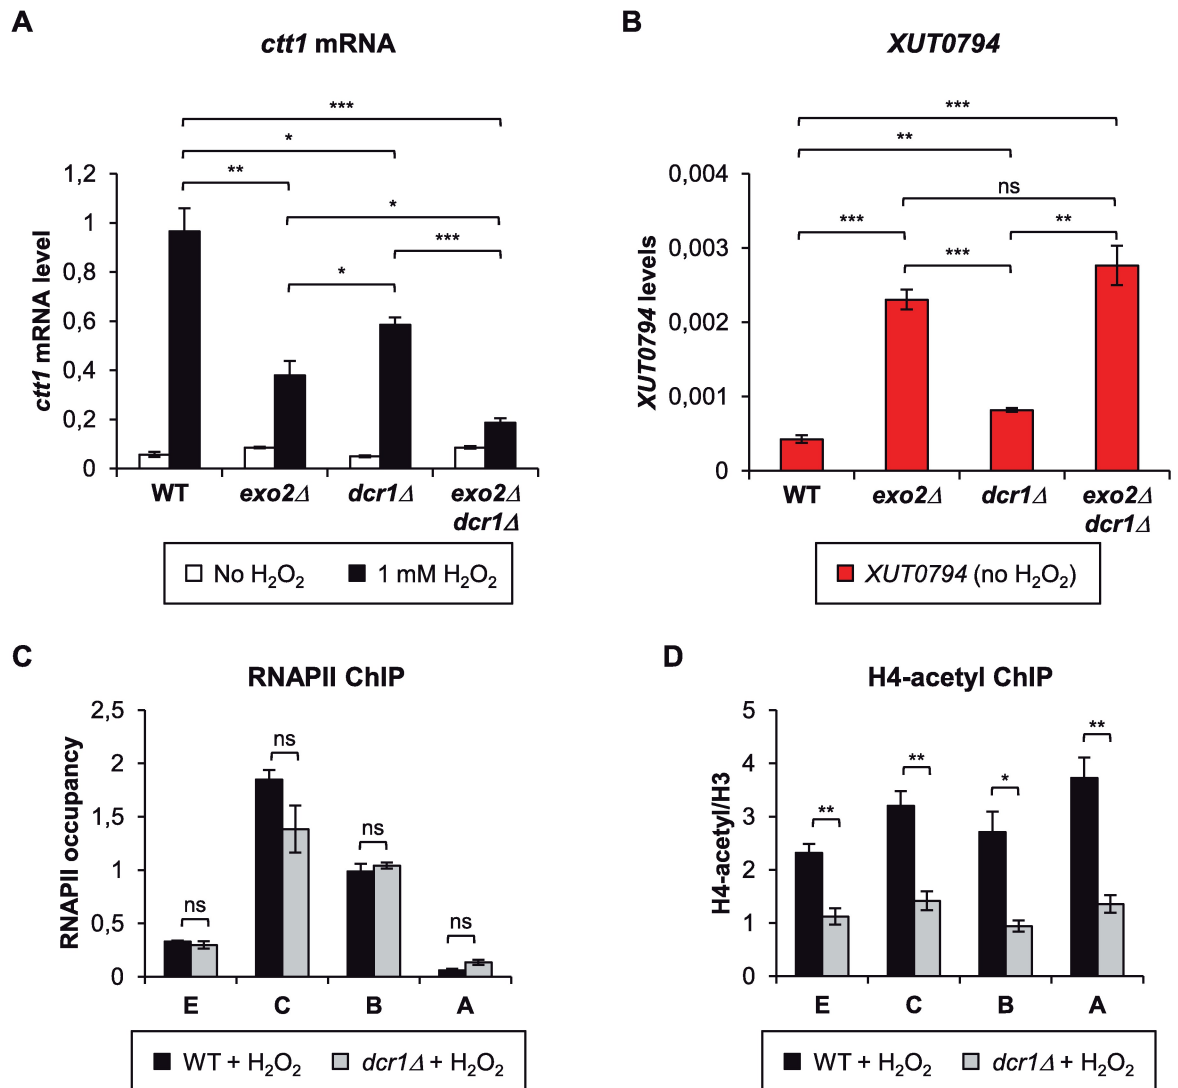 A
ctt1 mRNA
***
*
**
*
***
*
ctt1 mRNA level
1,2
1
0,8
0,6
0,4
0,2
0
WT
exo2Δ
dcr1Δ
exo2Δ
dcr1Δ
No H₂O₂
1 mM H₂O₂
B
XUT0794
***
**
ns
***
**
***
XUT0794 levels
0,004
0,003
0,002
0,001
0
WT
exo2Δ
dcr1Δ
exo2Δ
dcr1Δ
XUT0794 (no H₂O₂)
C
RNAPII ChIP
RNAPII occupancy
2,5
2
1,5
1
0,5
0
ns
ns
ns
ns
E
C
B
A
WT + H₂O₂
dcr1Δ + H₂O₂
D
H4-acetyl ChIP
H4-acetyl/H3
5
4
3
2
1
0
**
**
*
**
E
C
B
A
WT + H₂O₂
dcr1Δ + H₂O₂